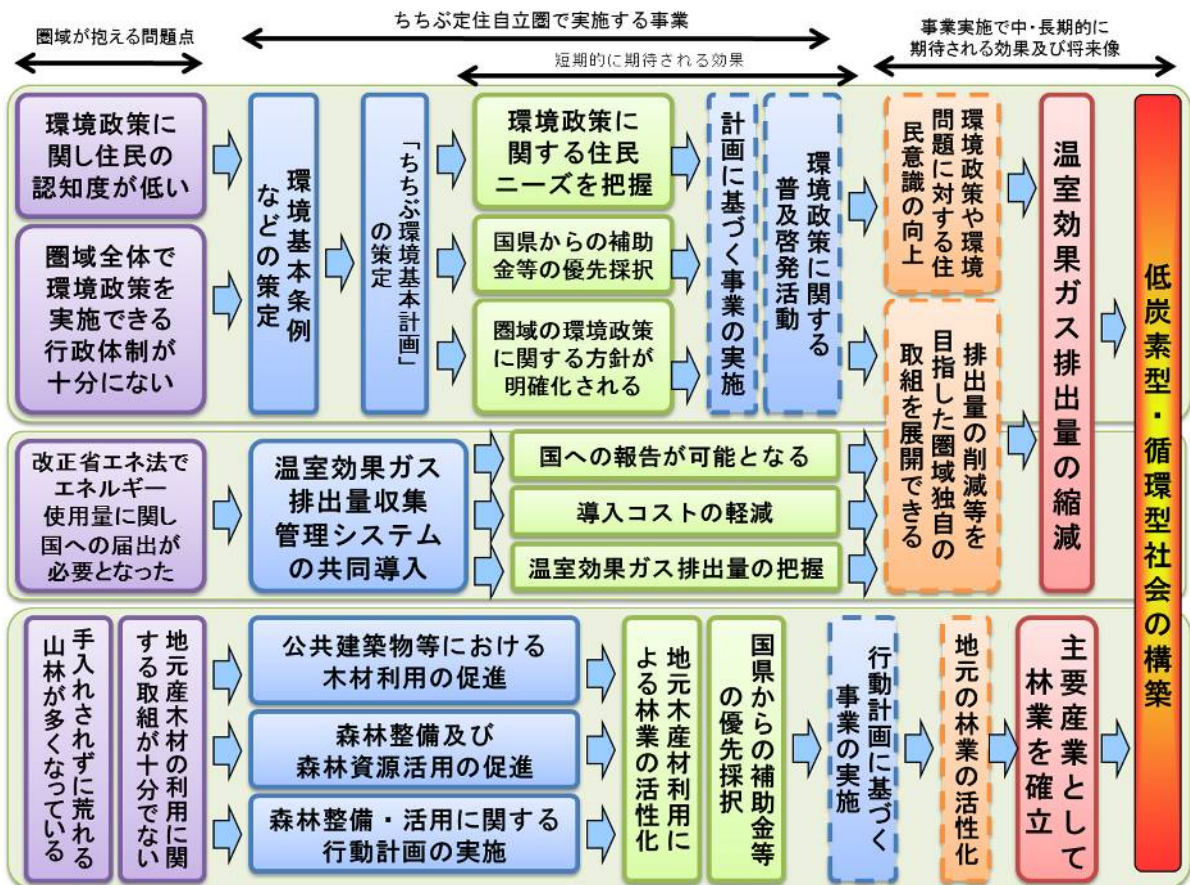 圏域が抱える問題点
ちちぶ定住自立圏で実施する事業
短期的に期待される効果
事業実施で中・長期的に
期待される効果及び将来像
環境政策に
関し住民の
認知度が低い
圏域全体で
環境政策を
実施できる
行政体制が
十分にない
環境基本条例
などの策定
「ちちぶ環境基本計画」
の策定
環境政策に
関する住民
ニーズを把握
国県からの補助
金等の優先採択
圏域の環境政策
に関する方針が
明確化される
計画に基づく事業の実施
環境政策に関する
普及啓発活動
環境政策や環境
問題に対する住
民意識の向上
排出量の削減等を
目指した圏域独自の
取組を展開できる
温室効果ガス排出量の縮減
低炭素型・循環型社会の構築
改正省エネ法で
エネルギー
使用量に関し
国への届出が
必要となった
温室効果ガス
排出量収集
管理システム
の共同導入
国への報告が可能となる
導入コストの軽減
温室効果ガス排出量の把握
手入れされずに荒れる
山林が多くなっている
地元産木材の利用に関
する取組が十分でない
公共建築物等における
木材利用の促進
森林整備及び
森林資源活用の促進
森林整備・活用に関する
行動計画の実施
地元木産材利用に
よる林業の活性化
国県からの補助金等
の優先採択
行動計画に基づく
事業の実施
地元の林業の活性化
主要産業として
林業を確立